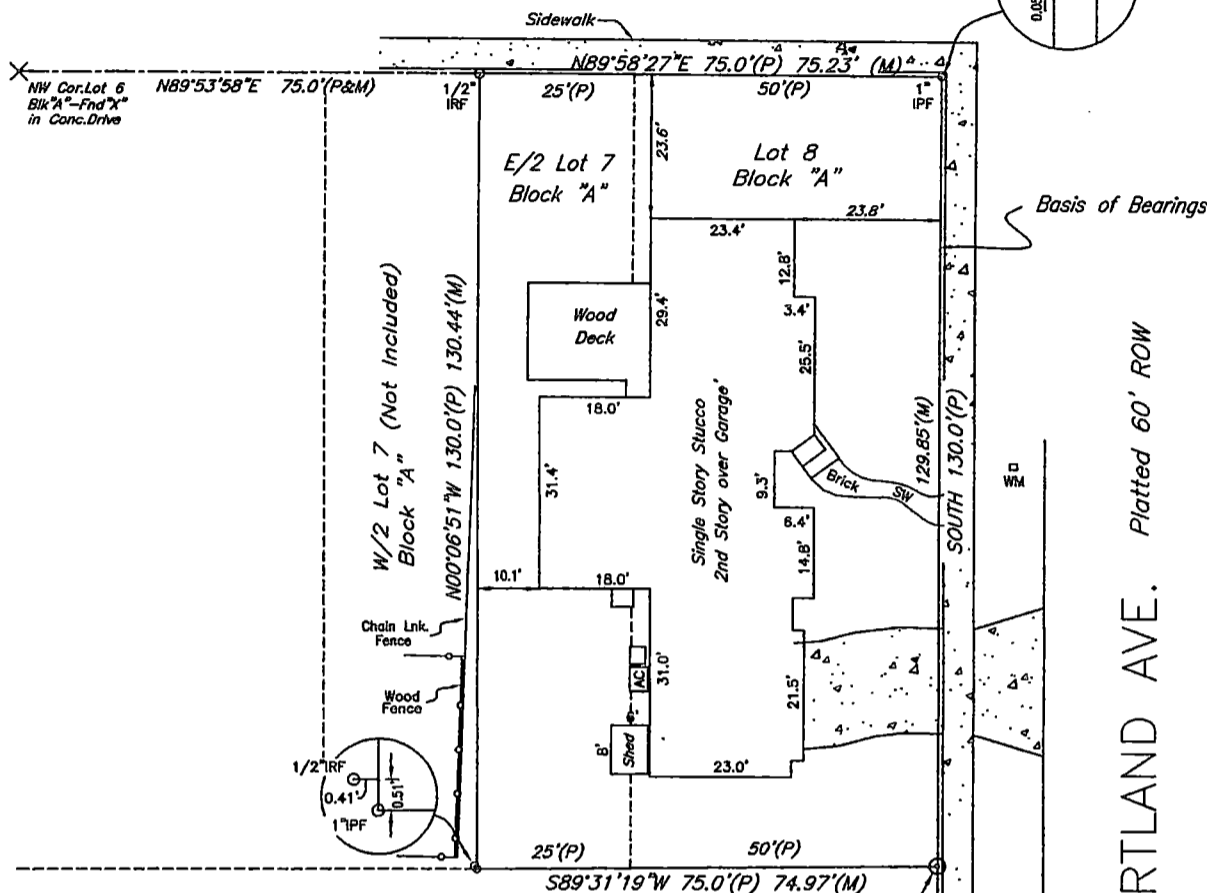 Sidewalk
0.05
N89°58'27"E 75.0'(P) 75.23' (M)
NW Cor.Lot 6
Blk"A"-Fnd"X"
in Conc.Drive
N89°53'58"E 75.0'(P&M)
1/2"
IRF
25'(P)
50'(P)
1"
IPF
23.6'
E/2 Lot 7
Block "A"
Lot 8
Block "A"
Basis of Bearings
23.4'
23.8'
12.8'
3.4'
Wood
Deck
29.4'
25.5'
W/2 Lot 7 (Not Included)
Block "A"
N00°06'51"W 130.0'(P) 130.44'(M)
18.0'
31.4'
Single Story Stucco
2nd Story over Garage'
9.3'
Brick
SW
6.4'
14.8'
129.85'(M)
SOUTH 130.0'(P)
WM
RTLAND AVE.
Platted 60' ROW
10.1'
18.0'
Chain Lnk.
Fence
Wood
Fence
AC
31.0'
21.5'
8'
Shed
23.0'
1/2"IRF
0.41'
0.51'
1"IPF
25'(P)
50'(P)
S89°31'19"W 75.0'(P) 74.97'(M)